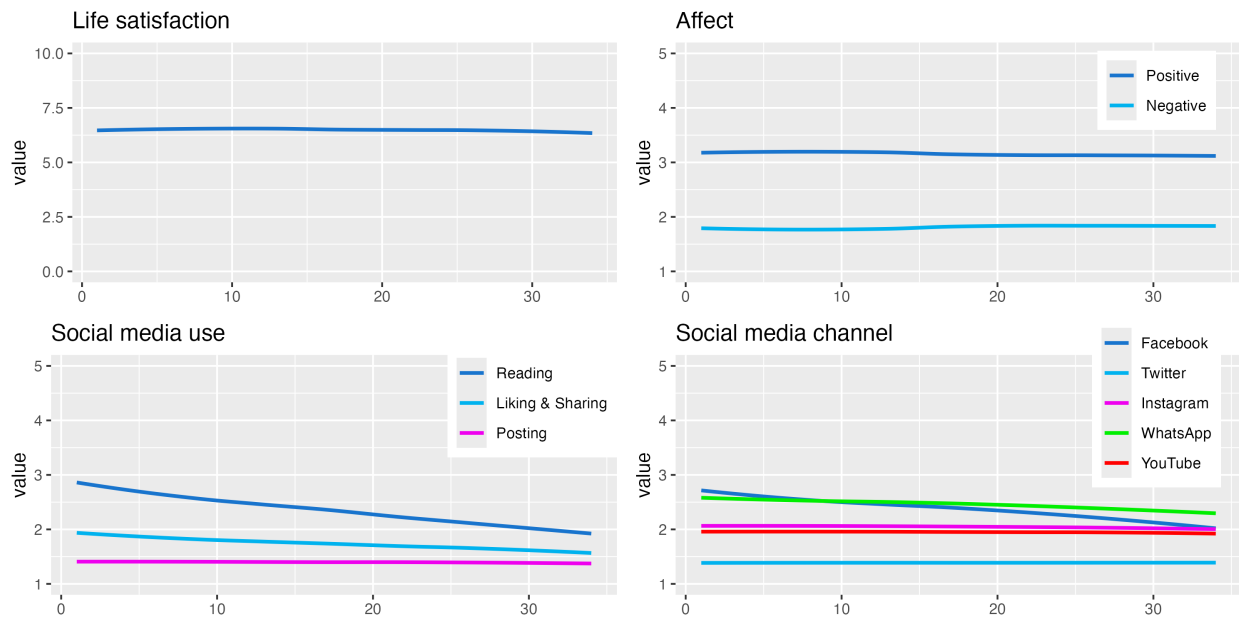 Life satisfaction
10.0
7.5
5.0
2.5
0.0
value
0 10 20 30
Affect
5
4
3
2
1
value
Positive
Negative
0 10 20 30
Social media use
5
4
3
2
1
value
Reading
Liking & Sharing
Posting
0 10 20 30
Social media channel
5
4
3
2
1
value
Facebook
Twitter
Instagram
WhatsApp
YouTube
0 10 20 30